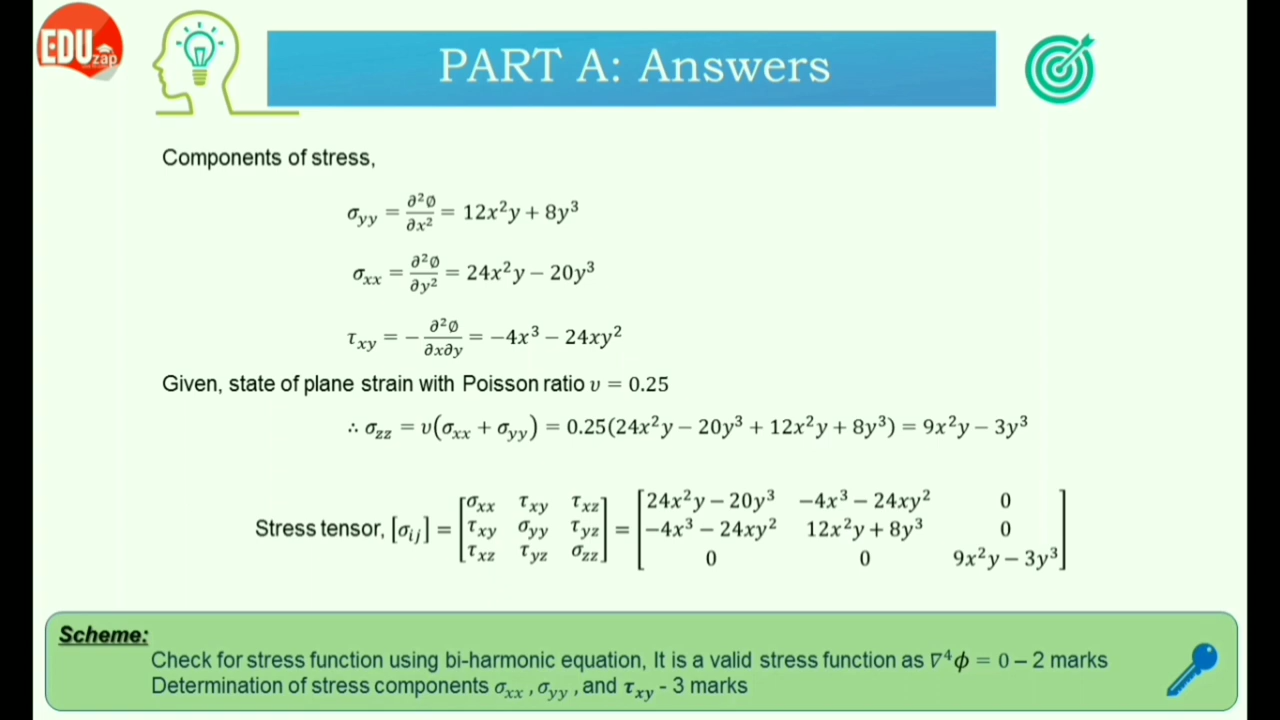 EDUzap
PART A: Answers
Components of stress,
σyy = ∂²∅/∂x² = 12x²y + 8y³
σxx = ∂²∅/∂y² = 24x²y − 20y³
τxy = − ∂²∅/∂x∂y = −4x³ − 24xy²
Given, state of plane strain with Poisson ratio υ = 0.25
∴ σzz = υ(σxx + σyy) = 0.25(24x²y − 20y³ + 12x²y + 8y³) = 9x²y − 3y³
σxx τxy τxz 24x²y − 20y³ −4x³ − 24xy² 0
Stress tensor, [σij] = τxy σyy τyz = −4x³ − 24xy² 12x²y + 8y³ 0
τxz τyz σzz 0 0 9x²y − 3y³
Scheme:
Check for stress function using bi-harmonic equation, It is a valid stress function as ∇⁴ϕ = 0 – 2 marks
Determination of stress components σxx , σyy , and τxy - 3 marks